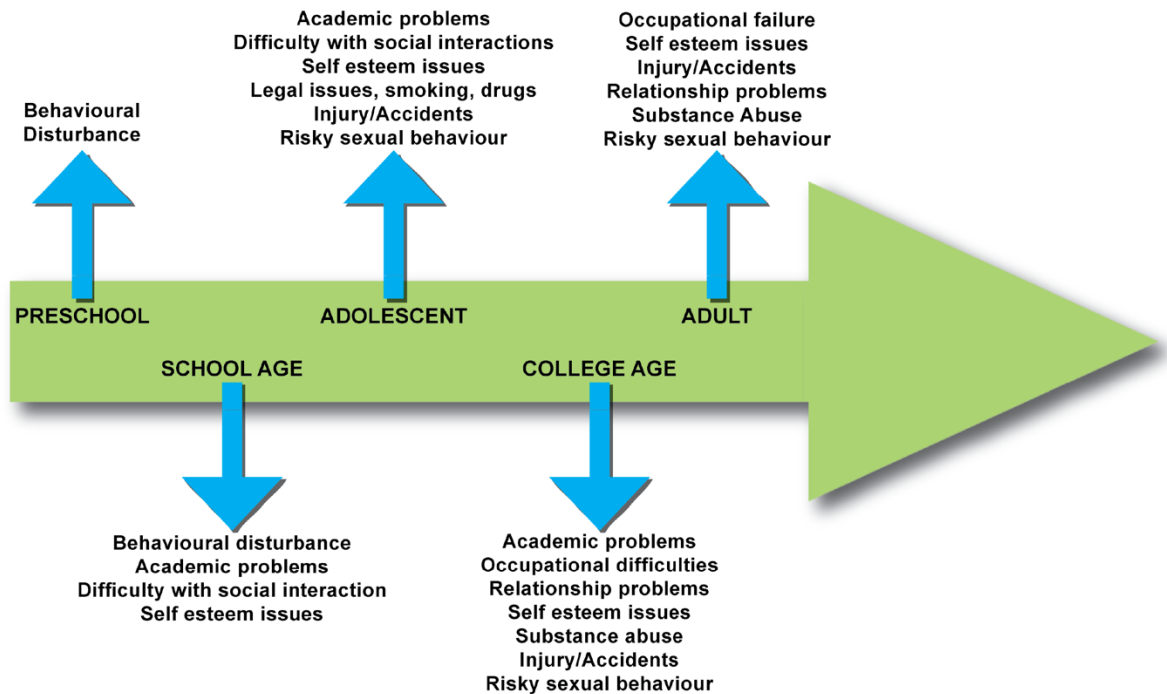 Behavioural
Disturbance
PRESCHOOL
Behavioural disturbance
Academic problems
Difficulty with social interaction
Self esteem issues
SCHOOL AGE
Academic problems
Difficulty with social interactions
Self esteem issues
Legal issues, smoking, drugs
Injury/Accidents
Risky sexual behaviour
ADOLESCENT
COLLEGE AGE
Academic problems
Occupational difficulties
Relationship problems
Self esteem issues
Substance abuse
Injury/Accidents
Risky sexual behaviour
Occupational failure
Self esteem issues
Injury/Accidents
Relationship problems
Substance Abuse
Risky sexual behaviour
ADULT